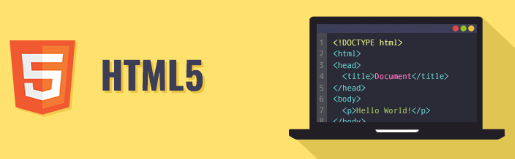 5
HTML5
1 <!DOCTYPE html>
2 <html>
3 <head>
4 <title>Document</title>
5 </head>
6 <body>
7 <p>Hello World!</p>
</body>